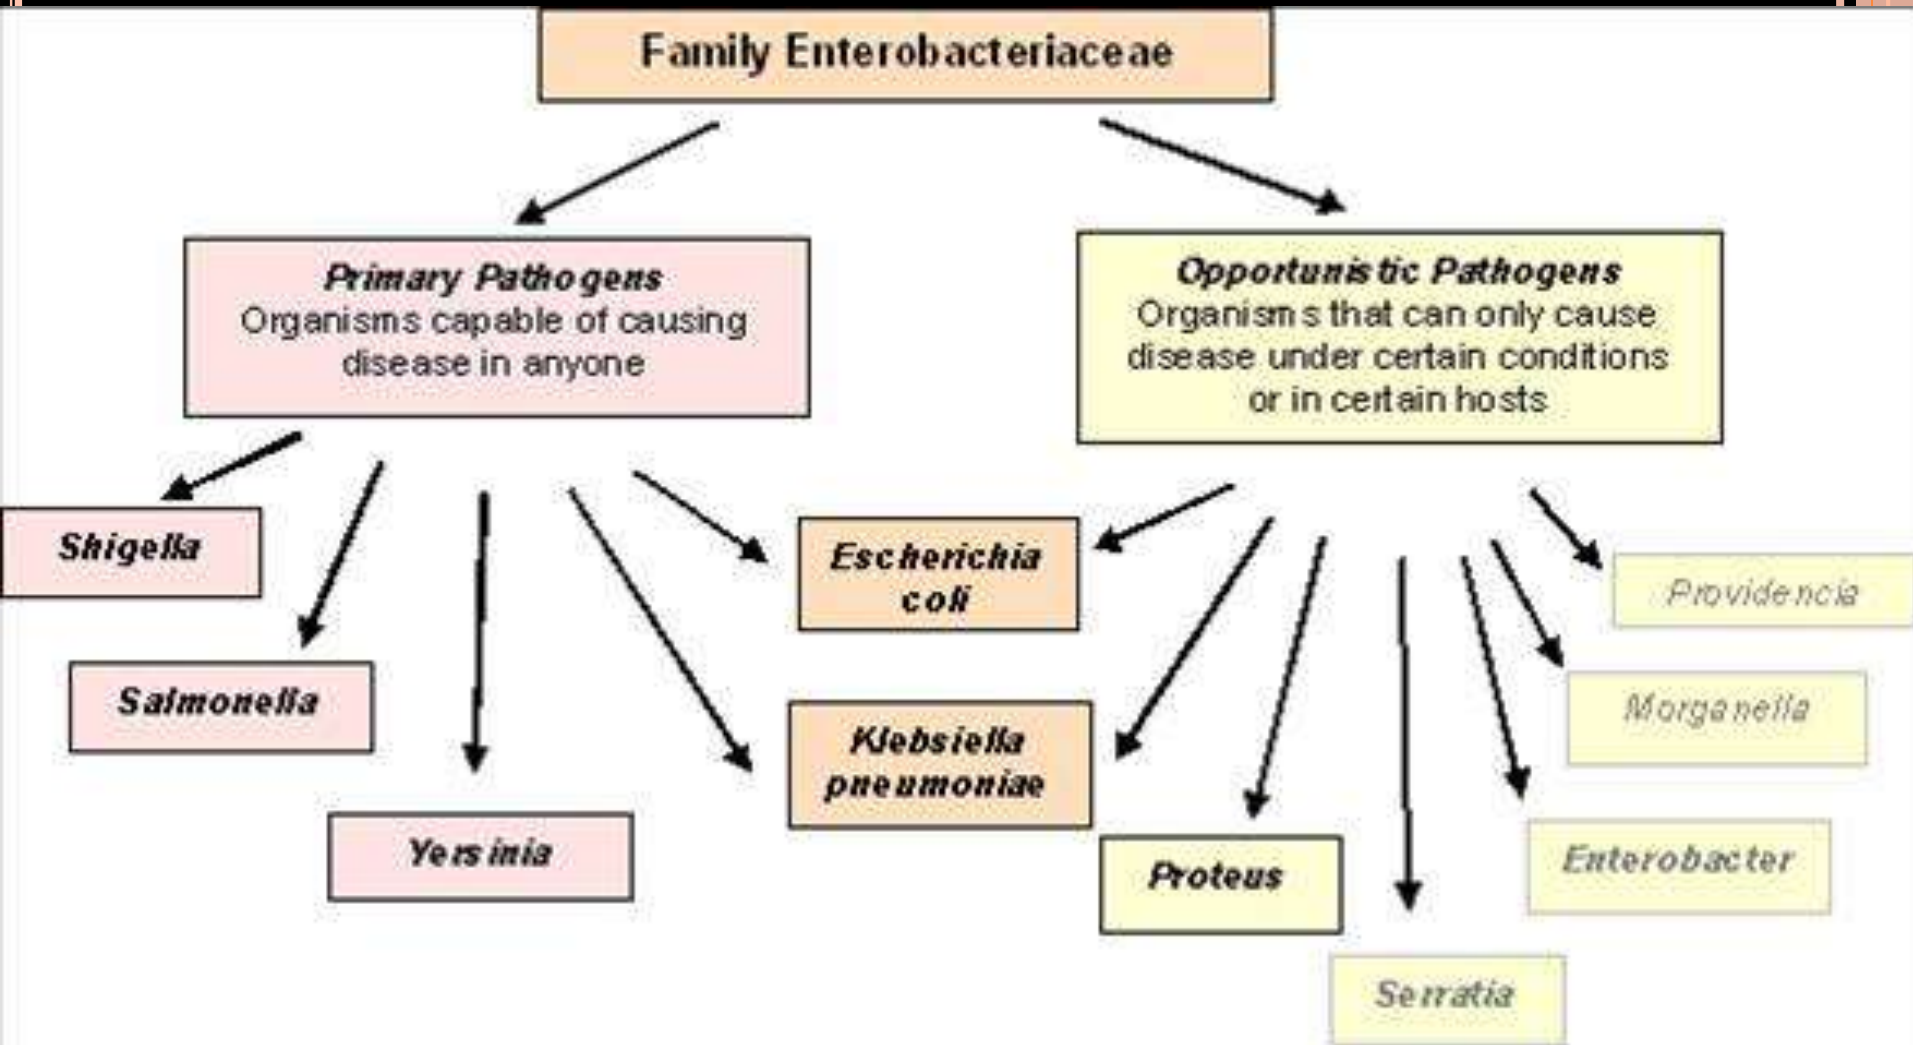 Family Enterobacteriaceae
Primary Pathogens
Organisms capable of causing
disease in anyone
Opportunistic Pathogens
Organisms that can only cause
disease under certain conditions
or in certain hosts
Shigella
Salmonella
Yersinia
Escherichia
coli
Klebsiella
pneumoniae
Proteus
Serratia
Enterobacter
Morganella
Providencia